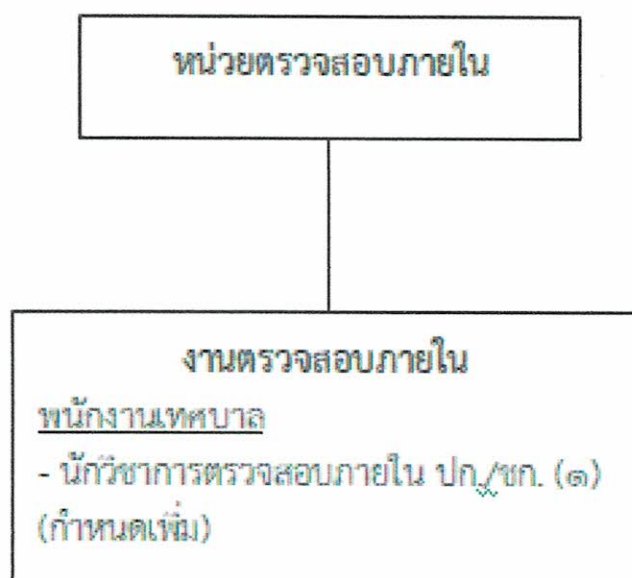 หน่วยตรวจสอบภายใน
งานตรวจสอบภายใน
พนักงานเทศบาล
- นักวิชาการตรวจสอบภายใน ปก./ชก. (๑)
(กำหนดเพิ่ม)